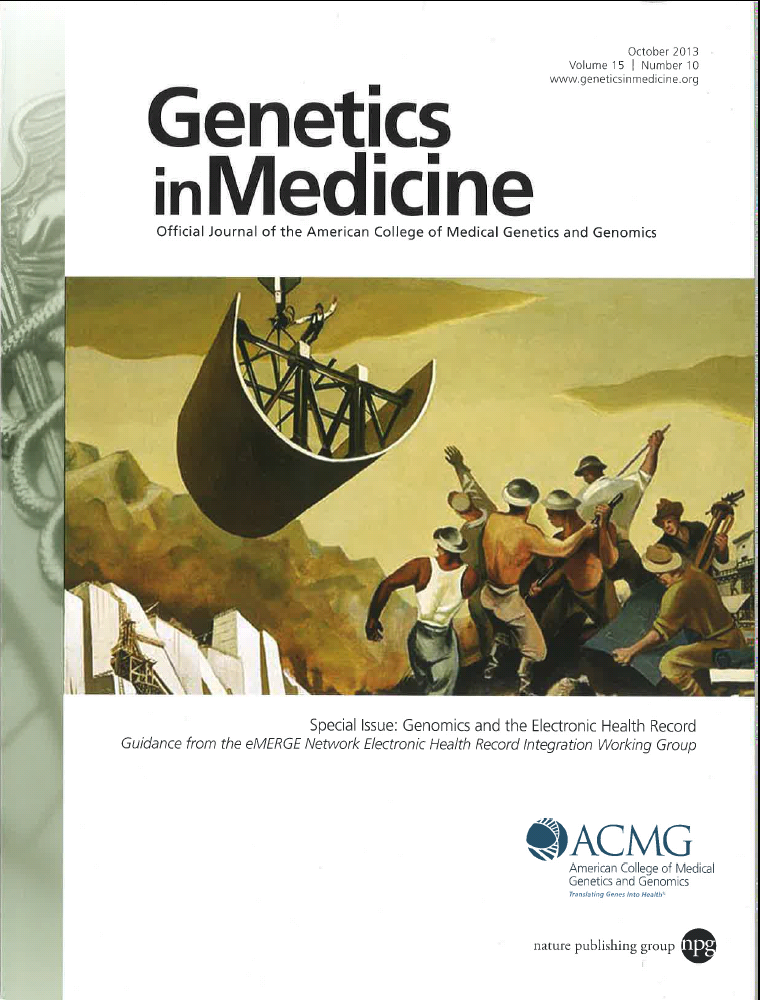 October 2013
Volume 15 | Number 10
www.geneticsinmedicine.org
Genetics
inMedicine
Official Journal of the American College of Medical Genetics and Genomics
Special Issue: Genomics and the Electronic Health Record
Guidance from the eMERGE Network Electronic Health Record Integration Working Group
ACMG
American College of Medical
Genetics and Genomics
Translating Genes Into Health®
nature publishing group npg